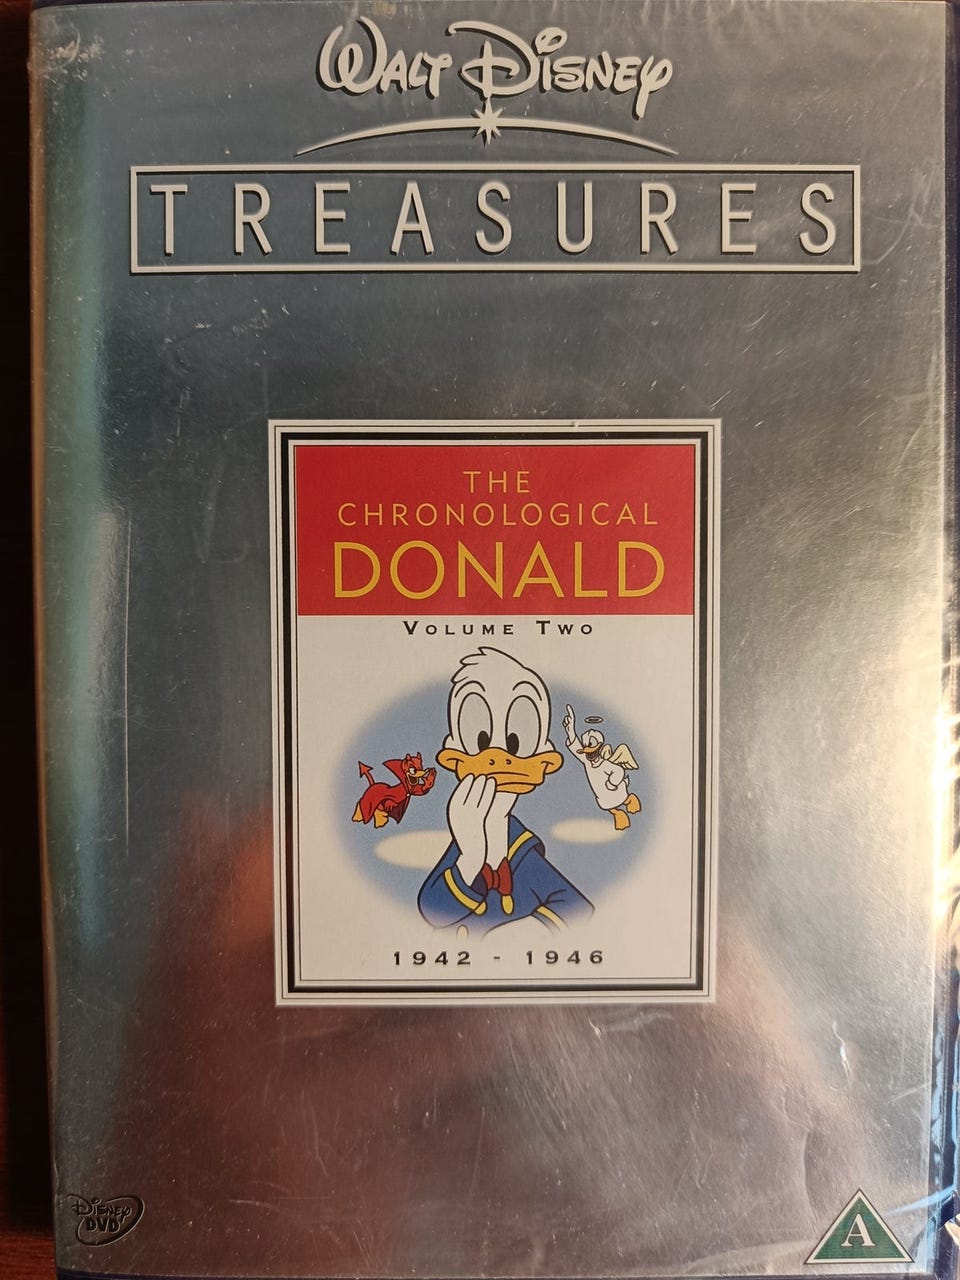 WALT DISNEY
TREASURES
THE
CHRONOLOGICAL
DONALD
VOLUME TWO
1942 - 1946
DISNEY
DVD
A